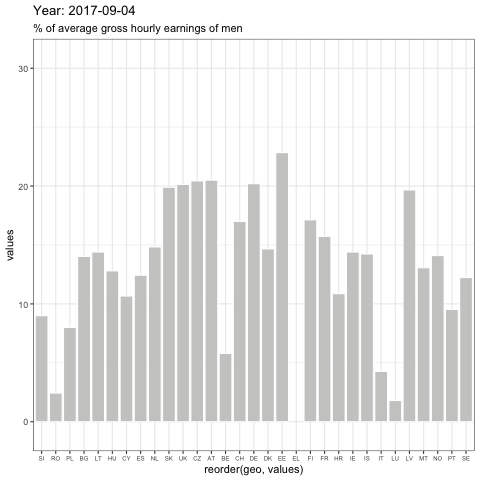 Year: 2017-09-04
% of average gross hourly earnings of men
30
20
10
0
values
SI RO PL BG LT HU CY ES NL SK UK CZ AT BE CH DE DK EE EL FI FR HR IE IS IT LU LV MT NO PT SE
reorder(geo, values)